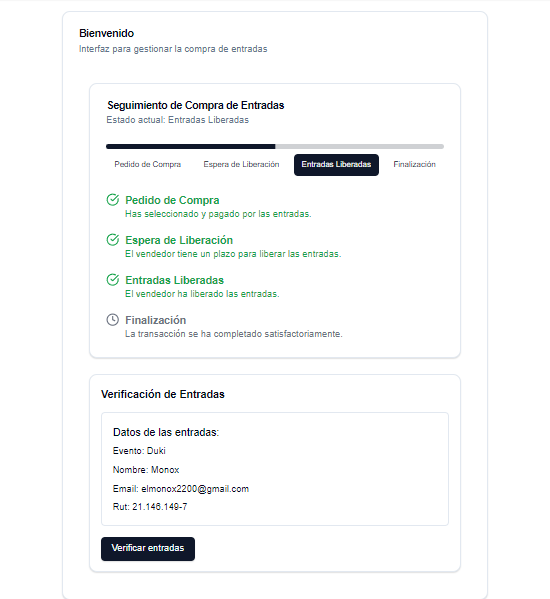 Bienvenido
Interfaz para gestionar la compra de entradas
Seguimiento de Compra de Entradas
Estado actual: Entradas Liberadas
Pedido de Compra Espera de Liberación Entradas Liberadas Finalización
Pedido de Compra
Has seleccionado y pagado por las entradas.
Espera de Liberación
El vendedor tiene un plazo para liberar las entradas.
Entradas Liberadas
El vendedor ha liberado las entradas.
Finalización
La transacción se ha completado satisfactoriamente.
Verificación de Entradas
Datos de las entradas:
Evento: Duki
Nombre: Monox
Email: elmonox2200@gmail.com
Rut: 21.146.149-7
Verificar entradas